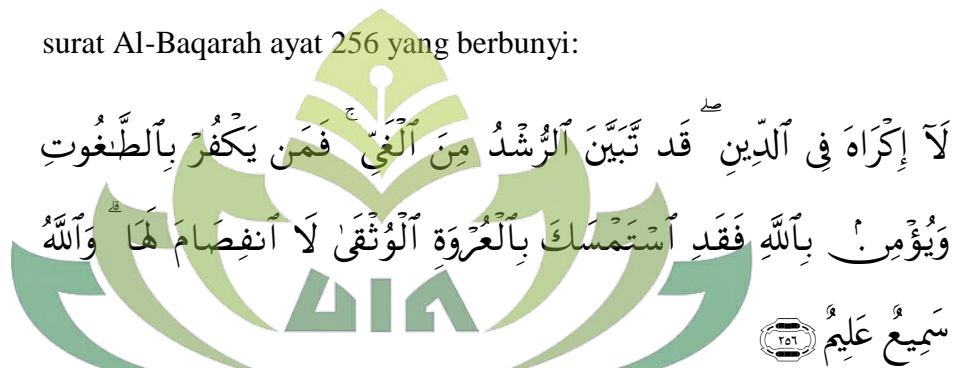 surat Al-Baqarah ayat 256 yang berbunyi:
لَآ إِكْرَاهَ فِى ٱلدِّينِ ۖ قَد تَّبَيَّنَ ٱلرُّشْدُ مِنَ ٱلْغَىِّ ۚ فَمَن يَكْفُرْ بِٱلطَّـٰغُوتِ
وَيُؤْمِنۢ بِٱللَّهِ فَقَدِ ٱسْتَمْسَكَ بِٱلْعُرْوَةِ ٱلْوُثْقَىٰ لَا ٱنفِصَامَ لَهَا ۗ وَٱللَّهُ
سَمِيعٌ عَلِيمٌ ﴿٢٥٦﴾